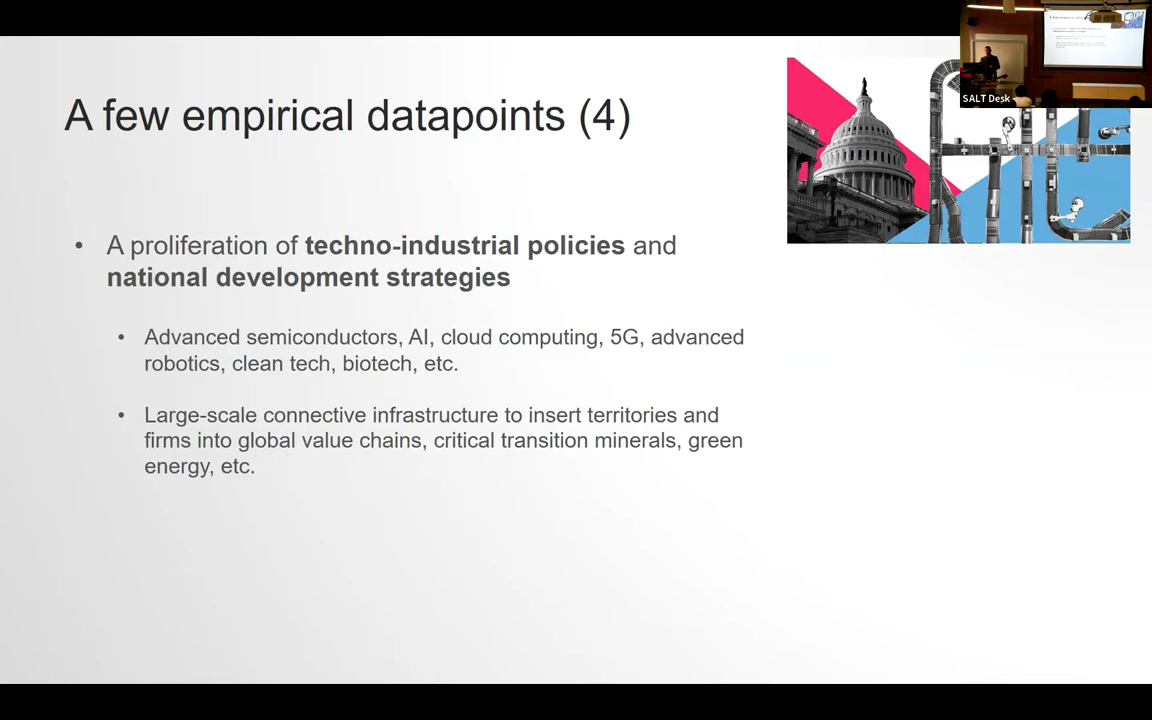 A few empirical datapoints (4)
SALT Desk
• A proliferation of techno-industrial policies and
national development strategies
• Advanced semiconductors, AI, cloud computing, 5G, advanced
robotics, clean tech, biotech, etc.
• Large-scale connective infrastructure to insert territories and
firms into global value chains, critical transition minerals, green
energy, etc.